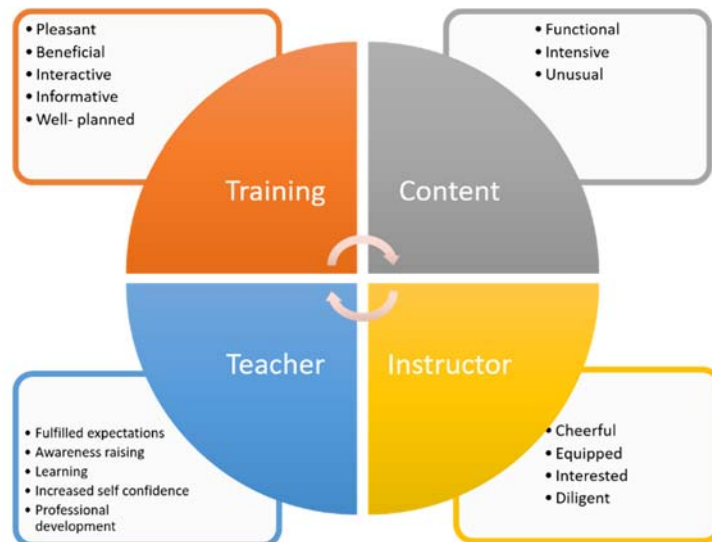 • Pleasant
• Beneficial
• Interactive
• Informative
• Well- planned
• Functional
• Intensive
• Unusual
Training
Content
Teacher
Instructor
• Fulfilled expectations
• Awareness raising
• Learning
• Increased self confidence
• Professional
development
• Cheerful
• Equipped
• Interested
• Diligent